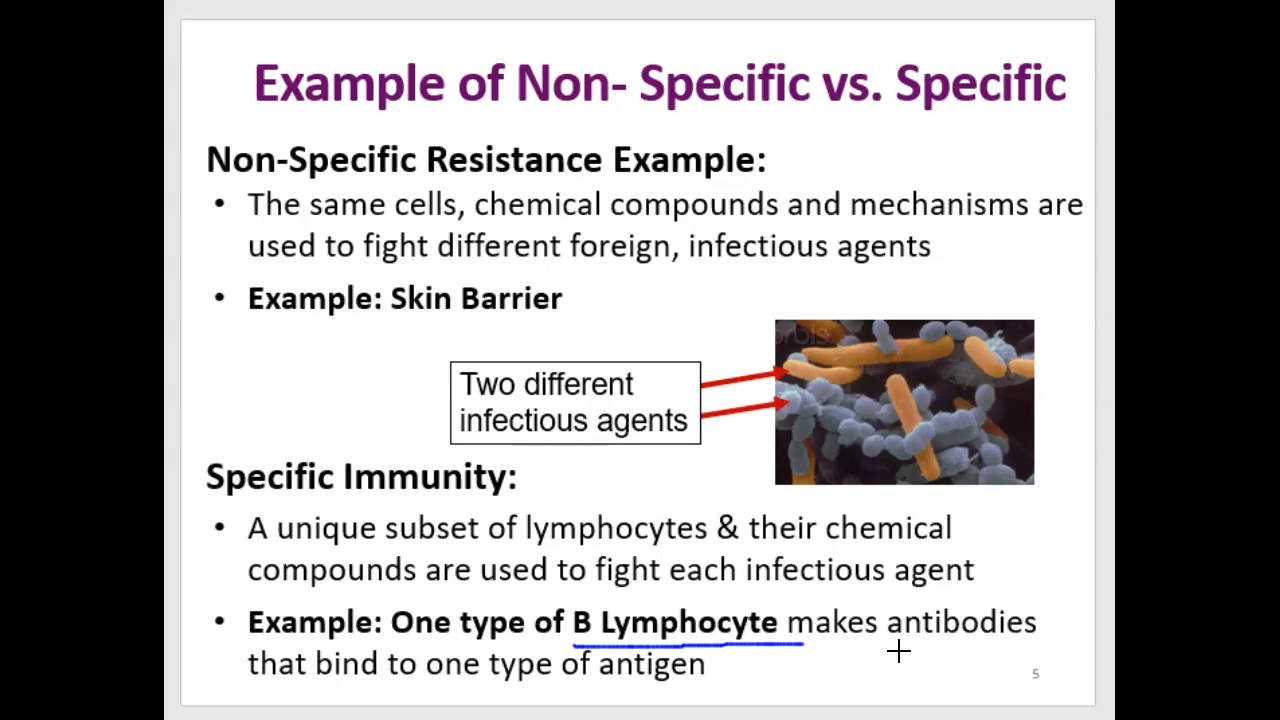 Example of Non- Specific vs. Specific
Non-Specific Resistance Example:
• The same cells, chemical compounds and mechanisms are
used to fight different foreign, infectious agents
• Example: Skin Barrier
Two different
infectious agents
Specific Immunity:
• A unique subset of lymphocytes & their chemical
compounds are used to fight each infectious agent
• Example: One type of B Lymphocyte makes antibodies
that bind to one type of antigen
5